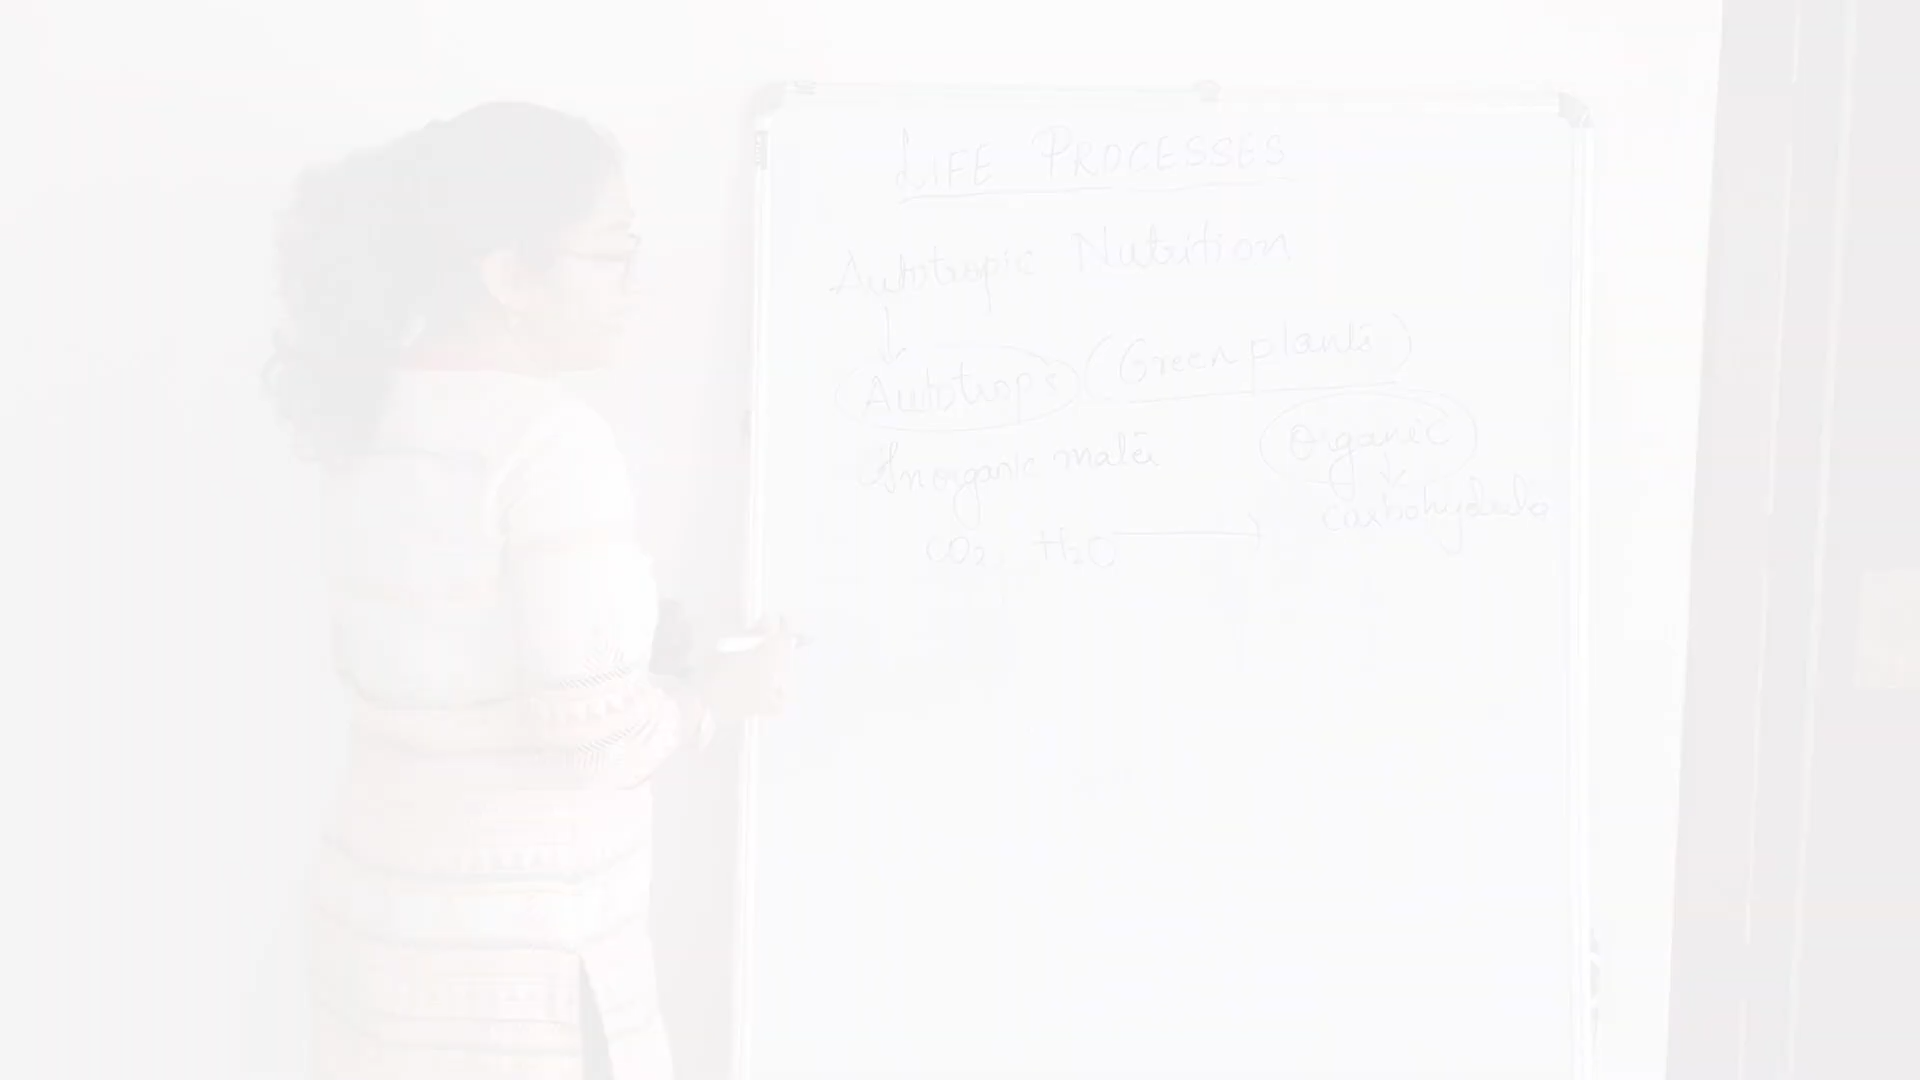 LIFE PROCESSES
Autotropic Nutrition
Autotrops (Green plants)
Inorganic mater Organic
carbohydrate
CO2 H2O